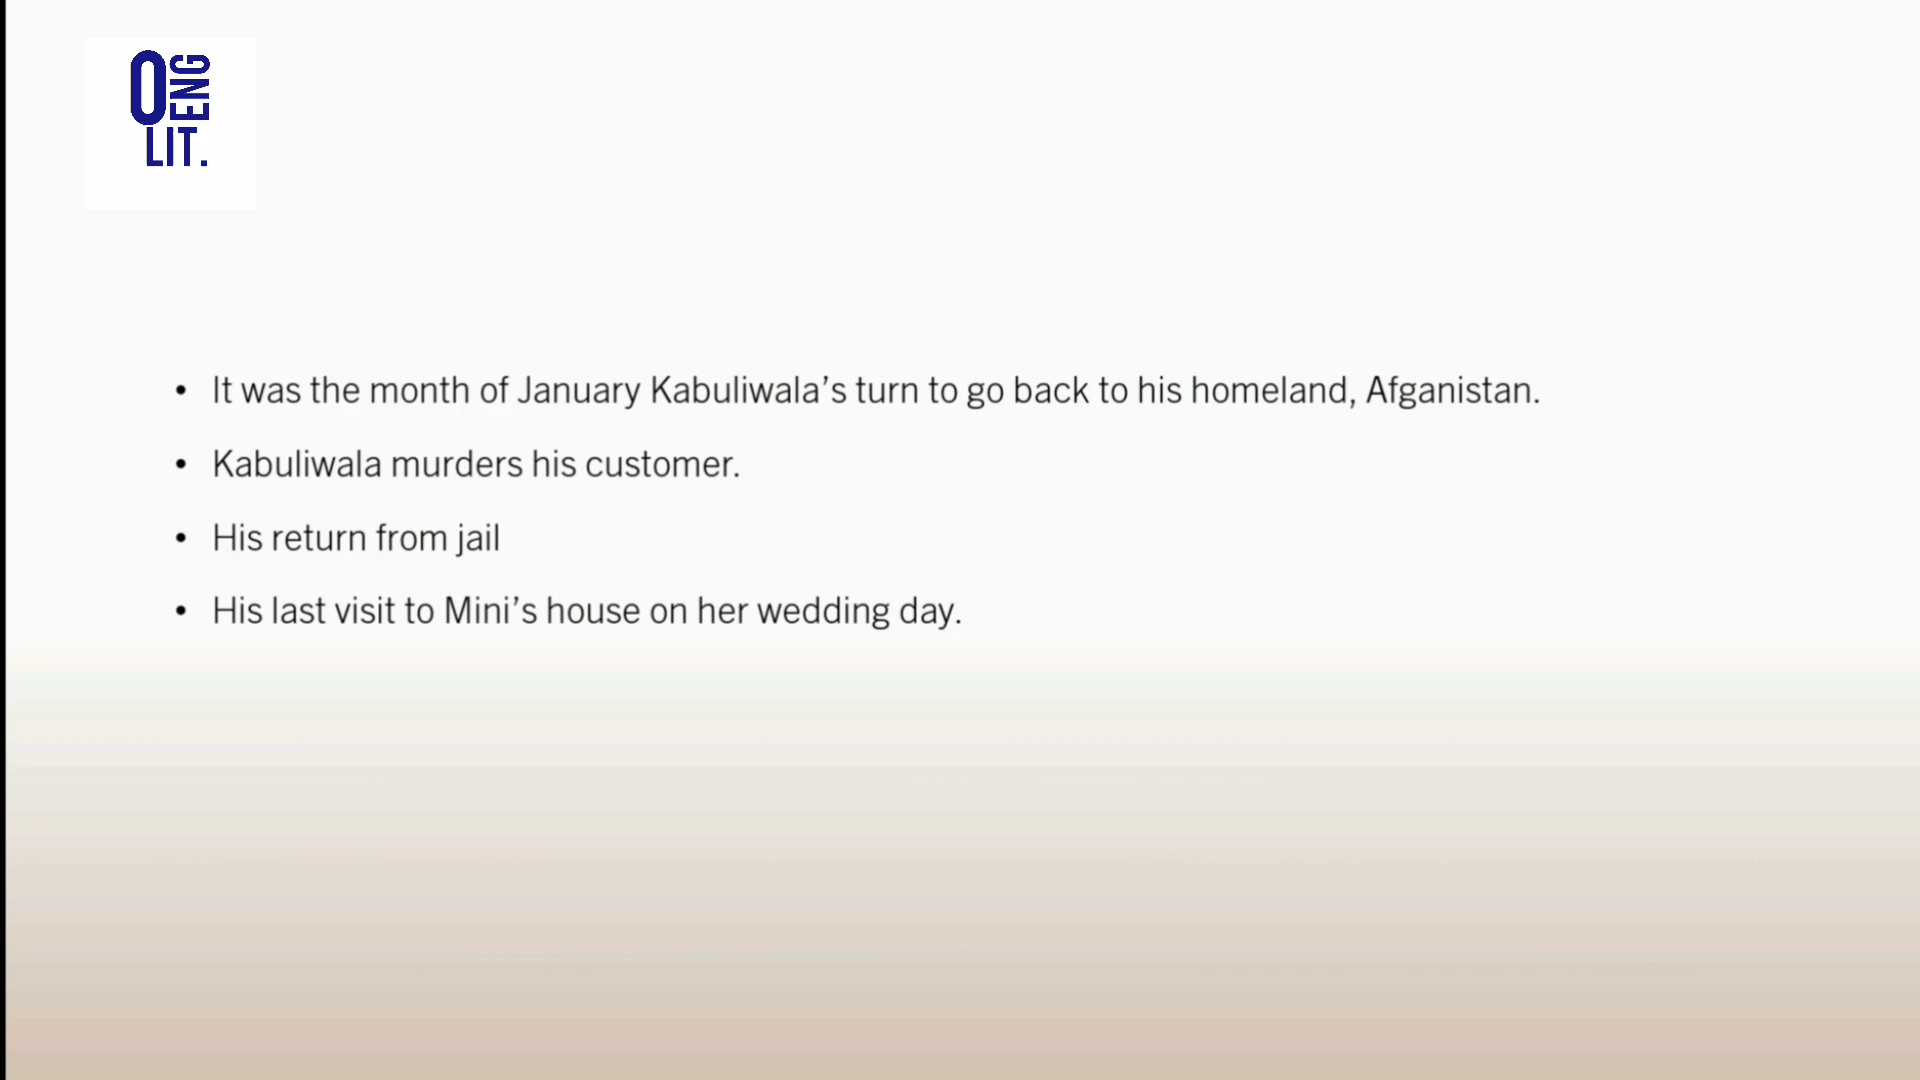 O ENG
LIT.
• It was the month of January Kabuliwala’s turn to go back to his homeland, Afganistan.
• Kabuliwala murders his customer.
• His return from jail
• His last visit to Mini’s house on her wedding day.